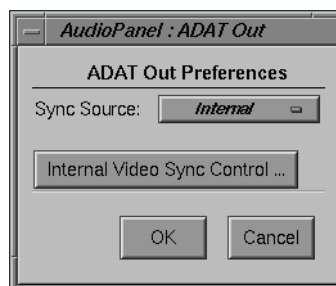 AudioPanel : ADAT Out
ADAT Out Preferences
Sync Source: Internal
Internal Video Sync Control ...
OK Cancel